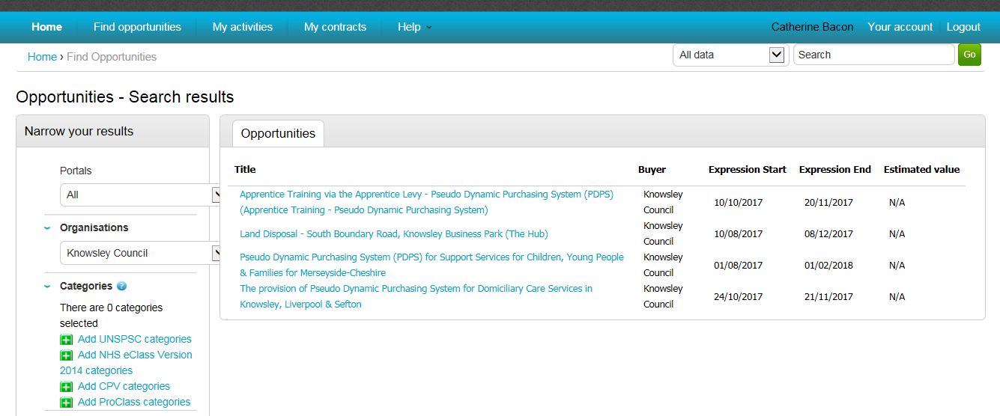 Home Find opportunities My activities My contracts Help Catherine Bacon Your account Logout
Home › Find Opportunities All data Search Go
Opportunities - Search results
Narrow your results
Portals
All
Organisations
Knowsley Council
Categories
There are 0 categories
selected
Add UNSPSC categories
Add NHS eClass Version
2014 categories
Add CPV categories
Add ProClass categories
Opportunities
Title Buyer Expression Start Expression End Estimated value
Apprentice Training via the Apprentice Levy - Pseudo Dynamic Purchasing System (PDPS) Knowsley
(Apprentice Training - Pseudo Dynamic Purchasing System) Council 10/10/2017 20/11/2017 N/A
Land Disposal - South Boundary Road, Knowsley Business Park (The Hub) Knowsley
Council 10/08/2017 08/12/2017 N/A
Pseudo Dynamic Purchasing System (PDPS) for Support Services for Children, Young People Knowsley
& Families for Merseyside-Cheshire Council 01/08/2017 01/02/2018 N/A
The provision of Pseudo Dynamic Purchasing System for Domiciliary Care Services in Knowsley
Knowsley, Liverpool & Sefton Council 24/10/2017 21/11/2017 N/A